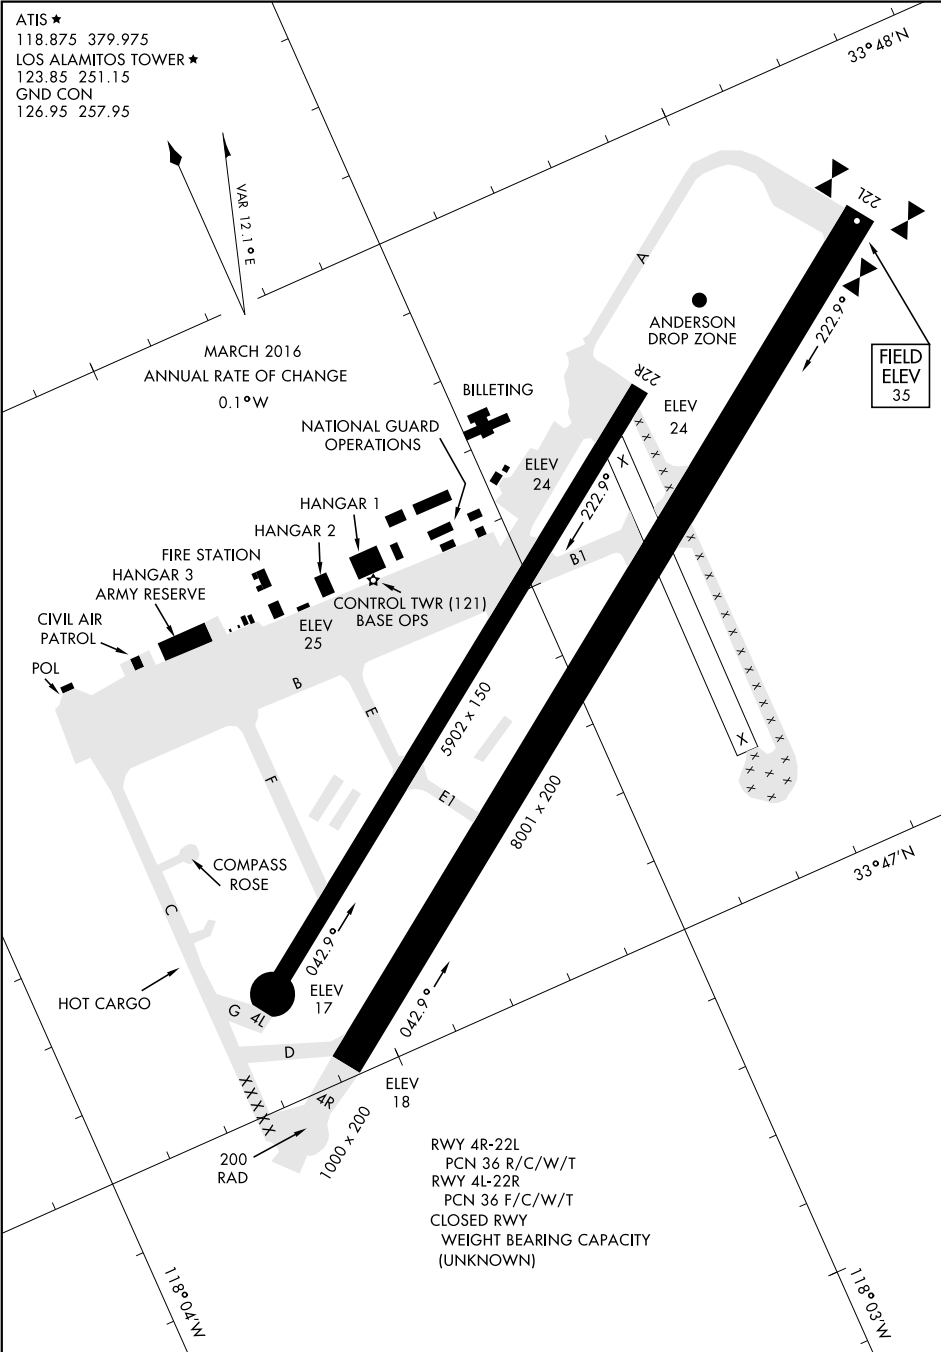 ATIS ★
118.875 379.975
LOS ALAMITOS TOWER ★
123.85 251.15
GND CON
126.95 257.95
33°48'N
VAR 12.1°E
22L
A
ANDERSON
DROP ZONE
222.9°
FIELD
ELEV
35
MARCH 2016
ANNUAL RATE OF CHANGE
0.1°W
22R
BILLETING
ELEV
24
NATIONAL GUARD
OPERATIONS
ELEV
24
X
222.9°
HANGAR 1
HANGAR 2
B1
FIRE STATION
HANGAR 3
ARMY RESERVE
CONTROL TWR (121)
BASE OPS
CIVIL AIR
PATROL
ELEV
25
POL
B
E
5902 x 150
X
F
E1
8001 x 200
33°47'N
COMPASS
ROSE
C
042.9°
HOT CARGO
ELEV
17
G
4L
042.9°
D
X X X X X
4R
ELEV
18
1000 x 200
200
RAD
RWY 4R-22L
PCN 36 R/C/W/T
RWY 4L-22R
PCN 36 F/C/W/T
CLOSED RWY
WEIGHT BEARING CAPACITY
(UNKNOWN)
118°04'W
118°03'W